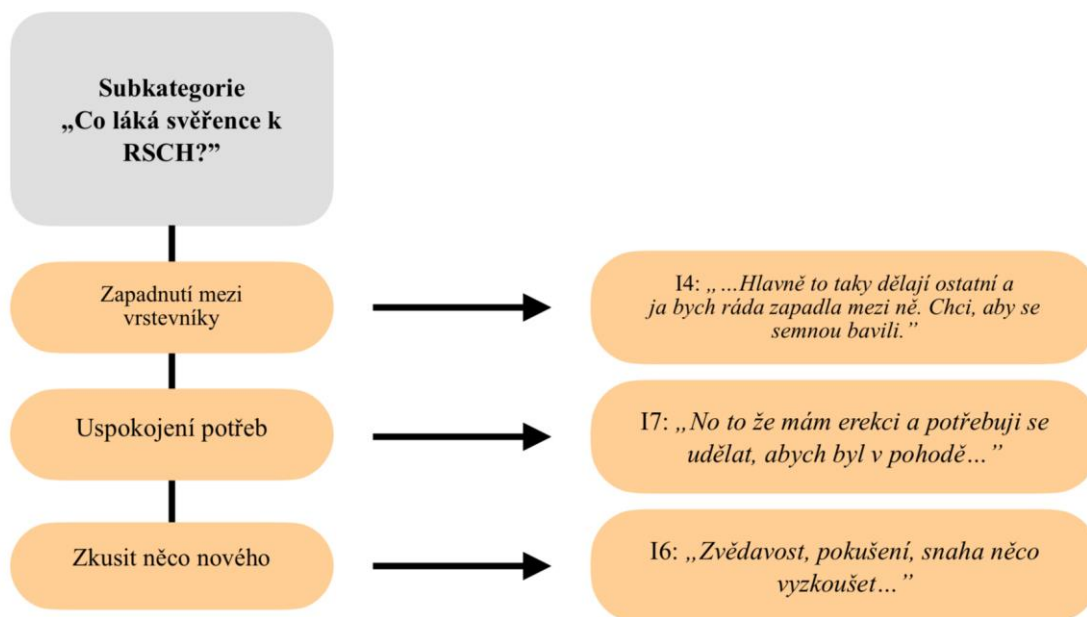 Subkategorie
„Co láká svěřence k
RSCH?”
Zapadnutí mezi
vrstevníky
I4: „…Hlavně to taky dělají ostatní a
ja bych ráda zapadla mezi ně. Chci, aby se
semnou bavili.”
Uspokojení potřeb
I7: „No to že mám erekci a potřebuji se
udělat, abych byl v pohodě…”
Zkusit něco nového
I6: „Zvědavost, pokušení, snaha něco
vyzkoušet…”